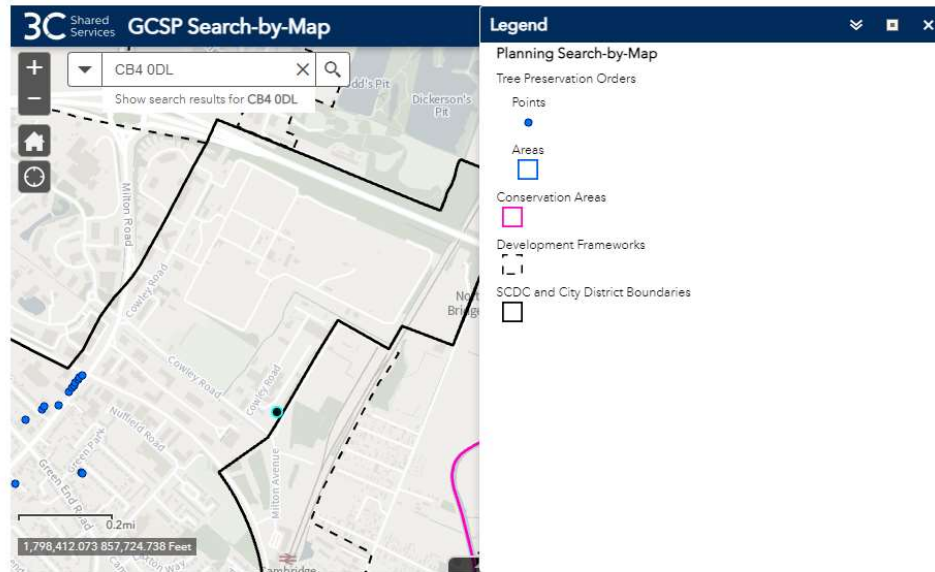 3C Shared Services GCSP Search-by-Map
CB4 0DL
Show search results for CB4 0DL
Dickerson's
Pit
Milton Road
Cowley Road
Cowley Road
Cowley Road
Nuffield Road
Green Park
Green End Road
Milton Avenue
0.2mi
1,798,412.073 857,724.738 Feet
Cambridge
Legend
Planning Search-by-Map
Tree Preservation Orders
Points
Areas
Conservation Areas
Development Frameworks
SCDC and City District Boundaries